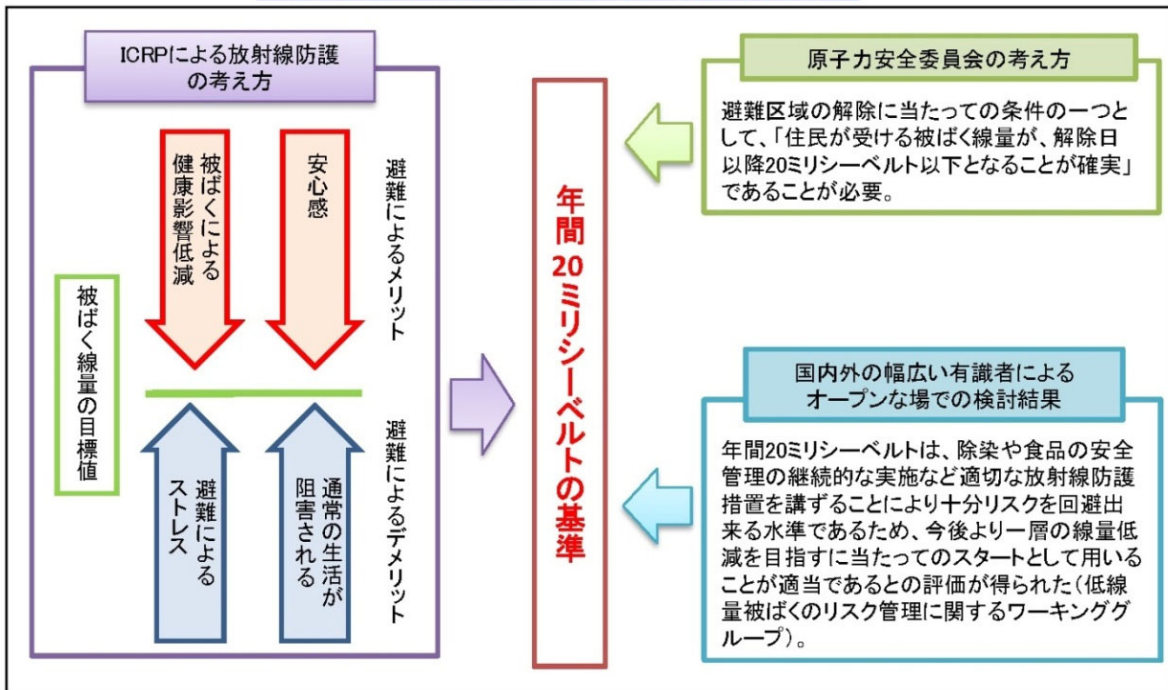 ICRPによる放射線防護
の考え方
被ばくによる
健康影響低減
安心感
避難によるメリット
被ばく線量の目標値
避難による
ストレス
通常の生活が
阻害される
避難によるデメリット
年間20ミリシーベルトの基準
原子力安全委員会の考え方
避難区域の解除に当たっての条件の一つと
して、「住民が受ける被ばく線量が、解除日
以降20ミリシーベルト以下となることが確実」
であることが必要。
国内外の幅広い有識者による
オープンな場での検討結果
年間20ミリシーベルトは、除染や食品の安全
管理の継続的な実施など適切な放射線防護
措置を講ずることにより十分リスクを回避出
来る水準であるため、今後より一層の線量低
減を目指すに当たってのスタートとして用いる
ことが適当であるとの評価が得られた（低線
量被ばくのリスク管理に関するワーキンググ
ループ）。